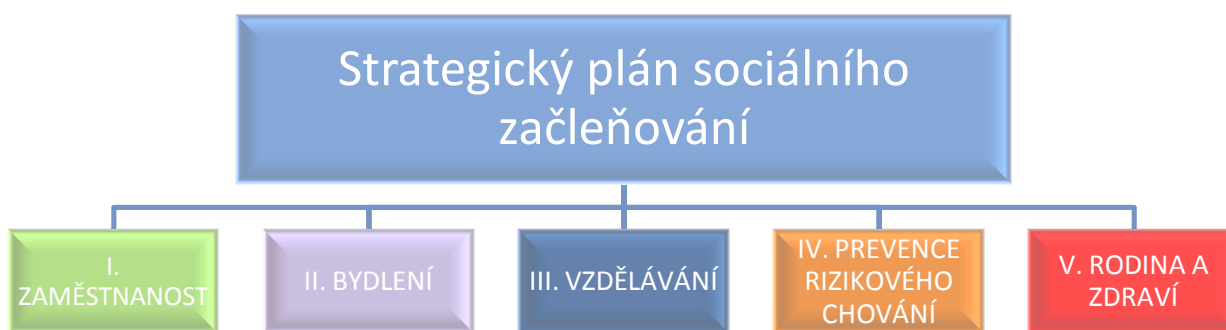 Strategický plán sociálního
začleňování
I.
ZAMĚSTNANOST
II. BYDLENÍ
III. VZDĚLÁVÁNÍ
IV. PREVENCE
RIZIKOVÉHO
CHOVÁNÍ
V. RODINA A
ZDRAVÍ